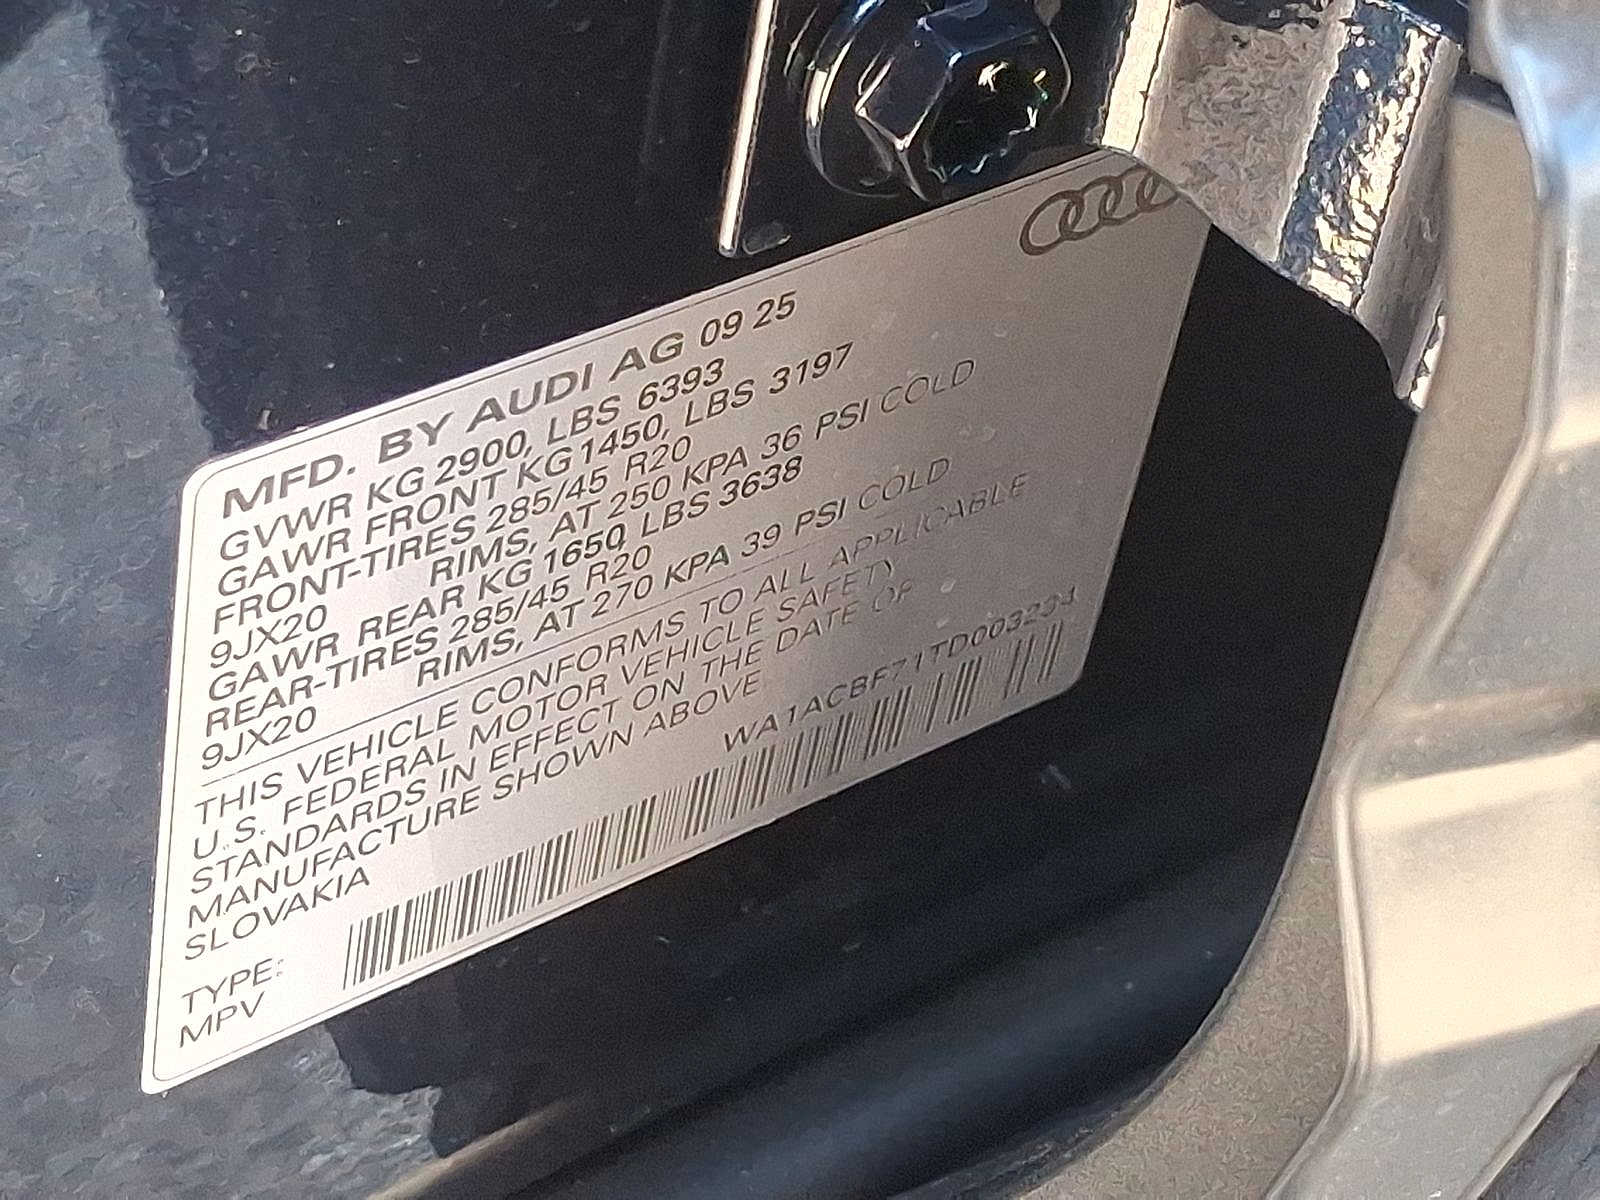 MFD. BY AUDI AG 09 25
GVWR KG 2900, LBS 6393
GAWR FRONT KG1450, LBS 3197
FRONT-TIRES 285/45 R20
9JX20 RIMS, AT 250 KPA 36 PSI COLD
GAWR REAR KG 1650, LBS 3638
REAR-TIRES 285/45 R20
9JX20 RIMS, AT 270 KPA 39 PSI COLD
THIS VEHICLE CONFORMS TO ALL APPLICABLE
U.S. FEDERAL MOTOR VEHICLE SAFETY
STANDARDS IN EFFECT ON THE DATE OF
MANUFACTURE SHOWN ABOVE
SLOVAKIA
WA1ACBF71TD003234
TYPE:
MPV